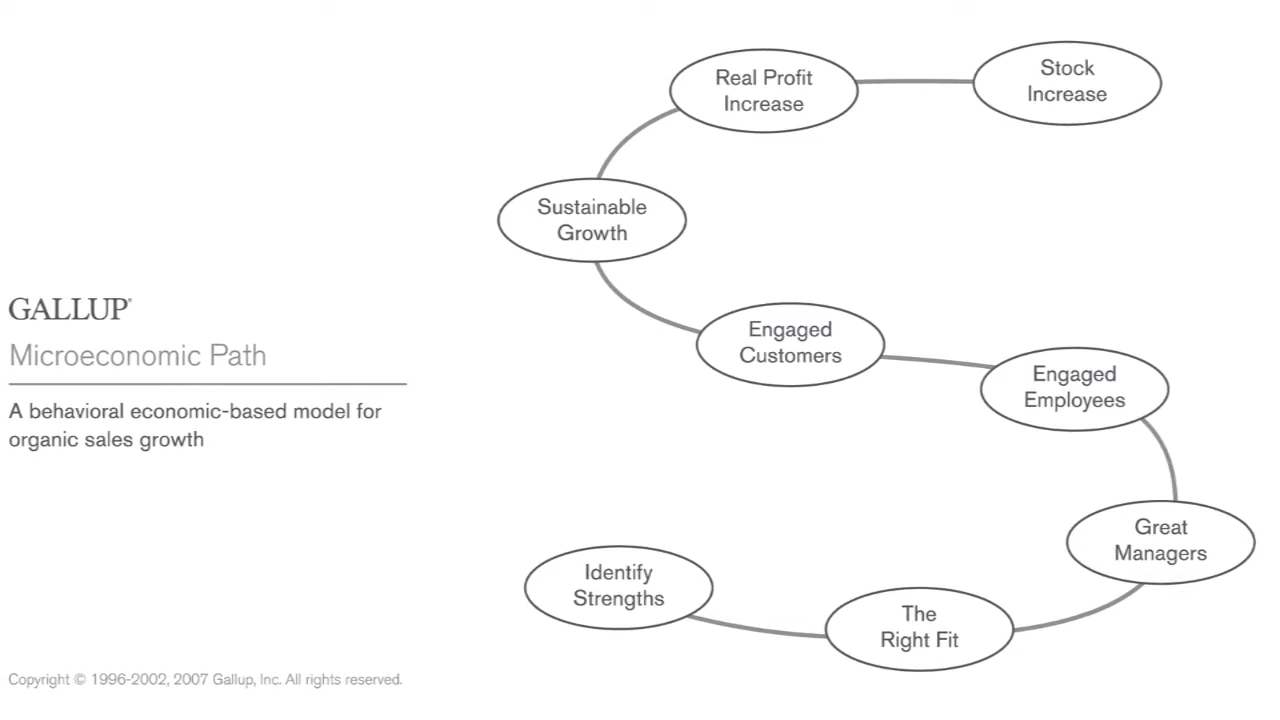 GALLUP®
Microeconomic Path
A behavioral economic-based model for
organic sales growth
Real Profit
Increase
Stock
Increase
Sustainable
Growth
Engaged
Customers
Engaged
Employees
Great
Managers
Identify
Strengths
The
Right Fit
Copyright © 1996-2002, 2007 Gallup, Inc. All rights reserved.